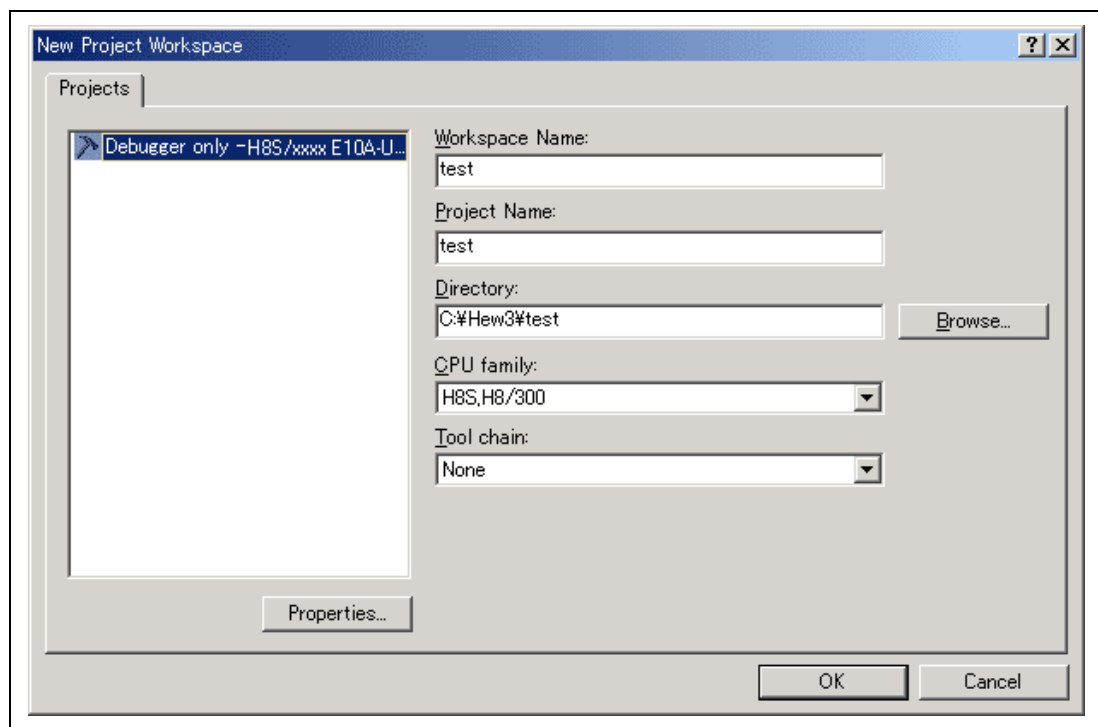 New Project Workspace
Projects
Debugger only -H8S/xxxx E10A-U...
Workspace Name:
test
Project Name:
test
Directory:
C:¥Hew3¥test
Browse...
CPU family:
H8S,H8/300
Tool chain:
None
Properties...
OK
Cancel